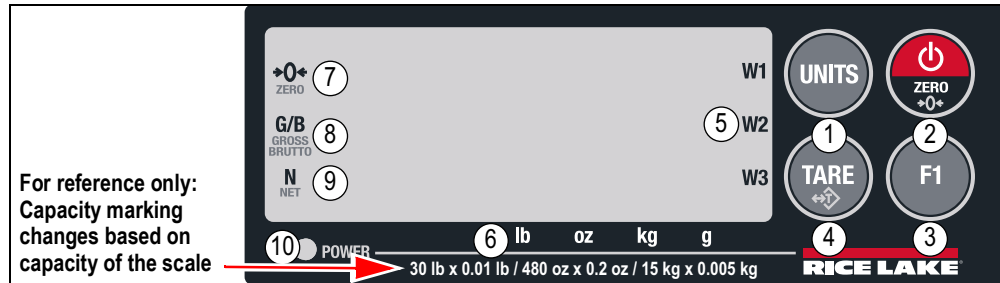 →0←
ZERO
7
G/B
GROSS
BRUTTO
8
N
NET
9
W1
5 W2
W3
UNITS
1
ZERO
→0←
2
TARE
T
4
F1
3
For reference only:
Capacity marking
changes based on
capacity of the scale
10 POWER
6 lb oz kg g
30 lb x 0.01 lb / 480 oz x 0.2 oz / 15 kg x 0.005 kg
RICE LAKE